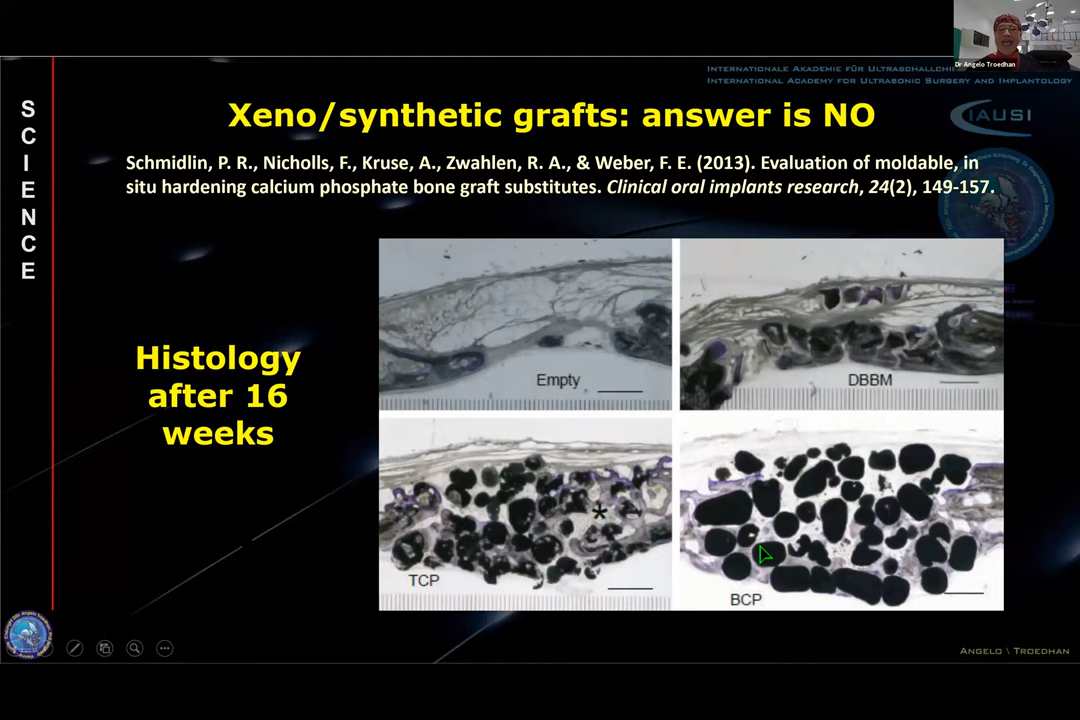 Dr Angelo Troedhan
INTERNATIONALE AKADEMIE FÜR ULTRASCHALLCHI
INTERNATIONAL ACADEMY FOR ULTRASONIC SURGERY AND IMPLANTOLOGY
IAUSI
SCIENCE
Xeno/synthetic grafts: answer is NO
Schmidlin, P. R., Nicholls, F., Kruse, A., Zwahlen, R. A., & Weber, F. E. (2013). Evaluation of moldable, in
situ hardening calcium phosphate bone graft substitutes. Clinical oral implants research, 24(2), 149-157.
Histology
after 16
weeks
Empty
DBBM
*
TCP
BCP
ANGELO \ TROEDHAN